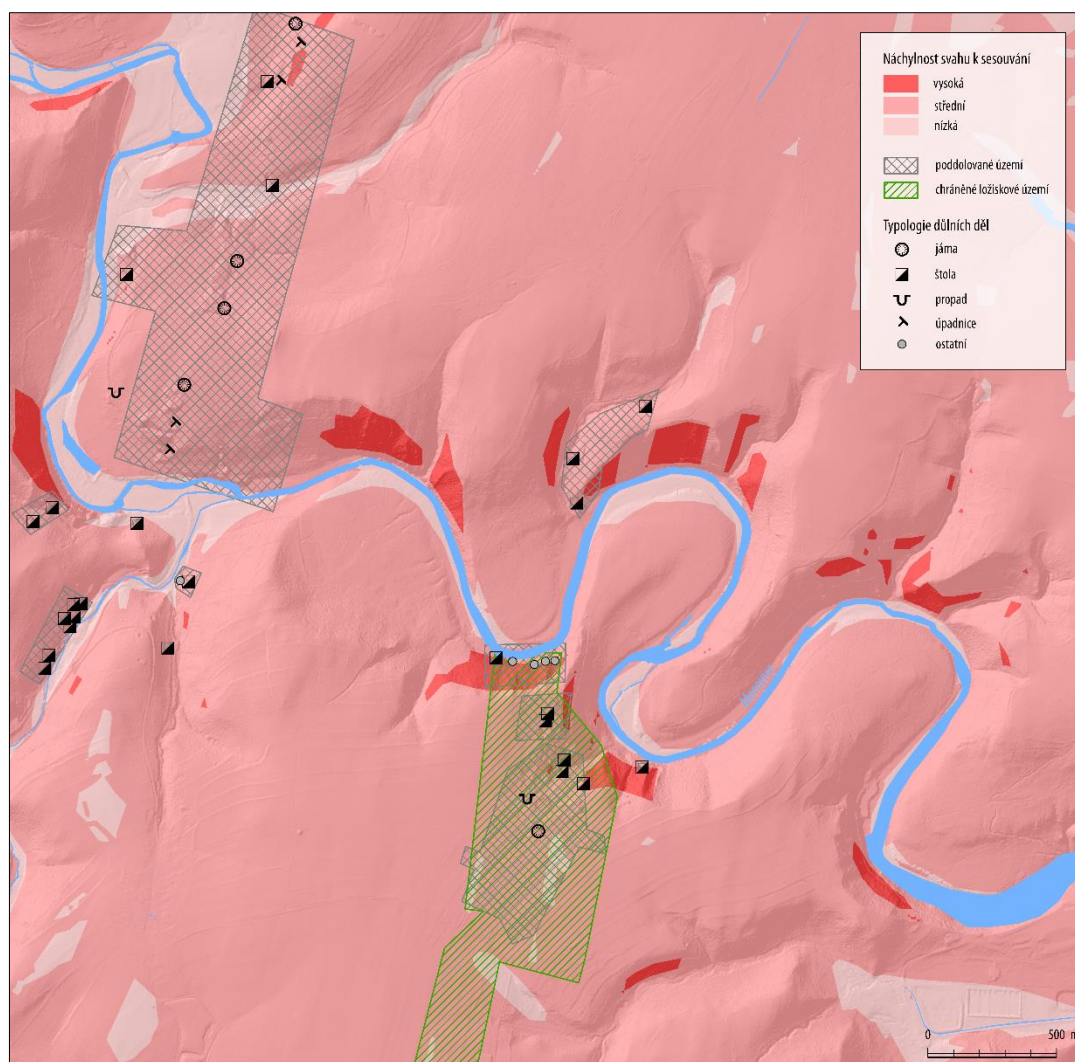 Náchylnost svahu k sesouvání
vysoká
střední
nízká
poddolované území
chráněné ložiskové území
Typologie důlních děl
jáma
štola
propad
úpadnice
ostatní
0 500 m